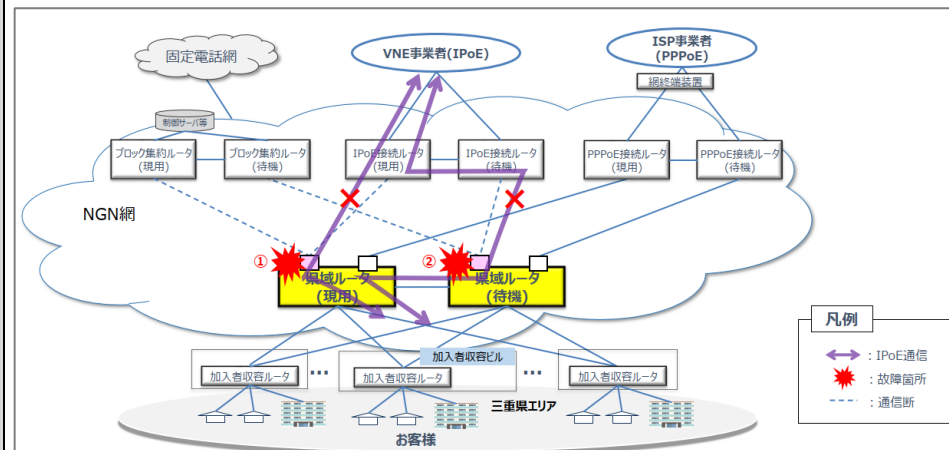 固定電話網
VNE事業者(IPoE)
ISP事業者
(PPPoE)
網終端装置
制御サーバ等
ブロック集約ルータ
(現用)
ブロック集約ルータ
(待機)
IPoE接続ルータ
(現用)
IPoE接続ルータ
(待機)
PPPoE接続ルータ
(現用)
PPPoE接続ルータ
(待機)
NGN網
①
②
県域ルータ
(現用)
県域ルータ
(待機)
凡例
:IPoE通信
:故障箇所
:通信断
加入者収容ビル
加入者収容ルータ
…
加入者収容ルータ
…
加入者収容ルータ
三重県エリア
お客様